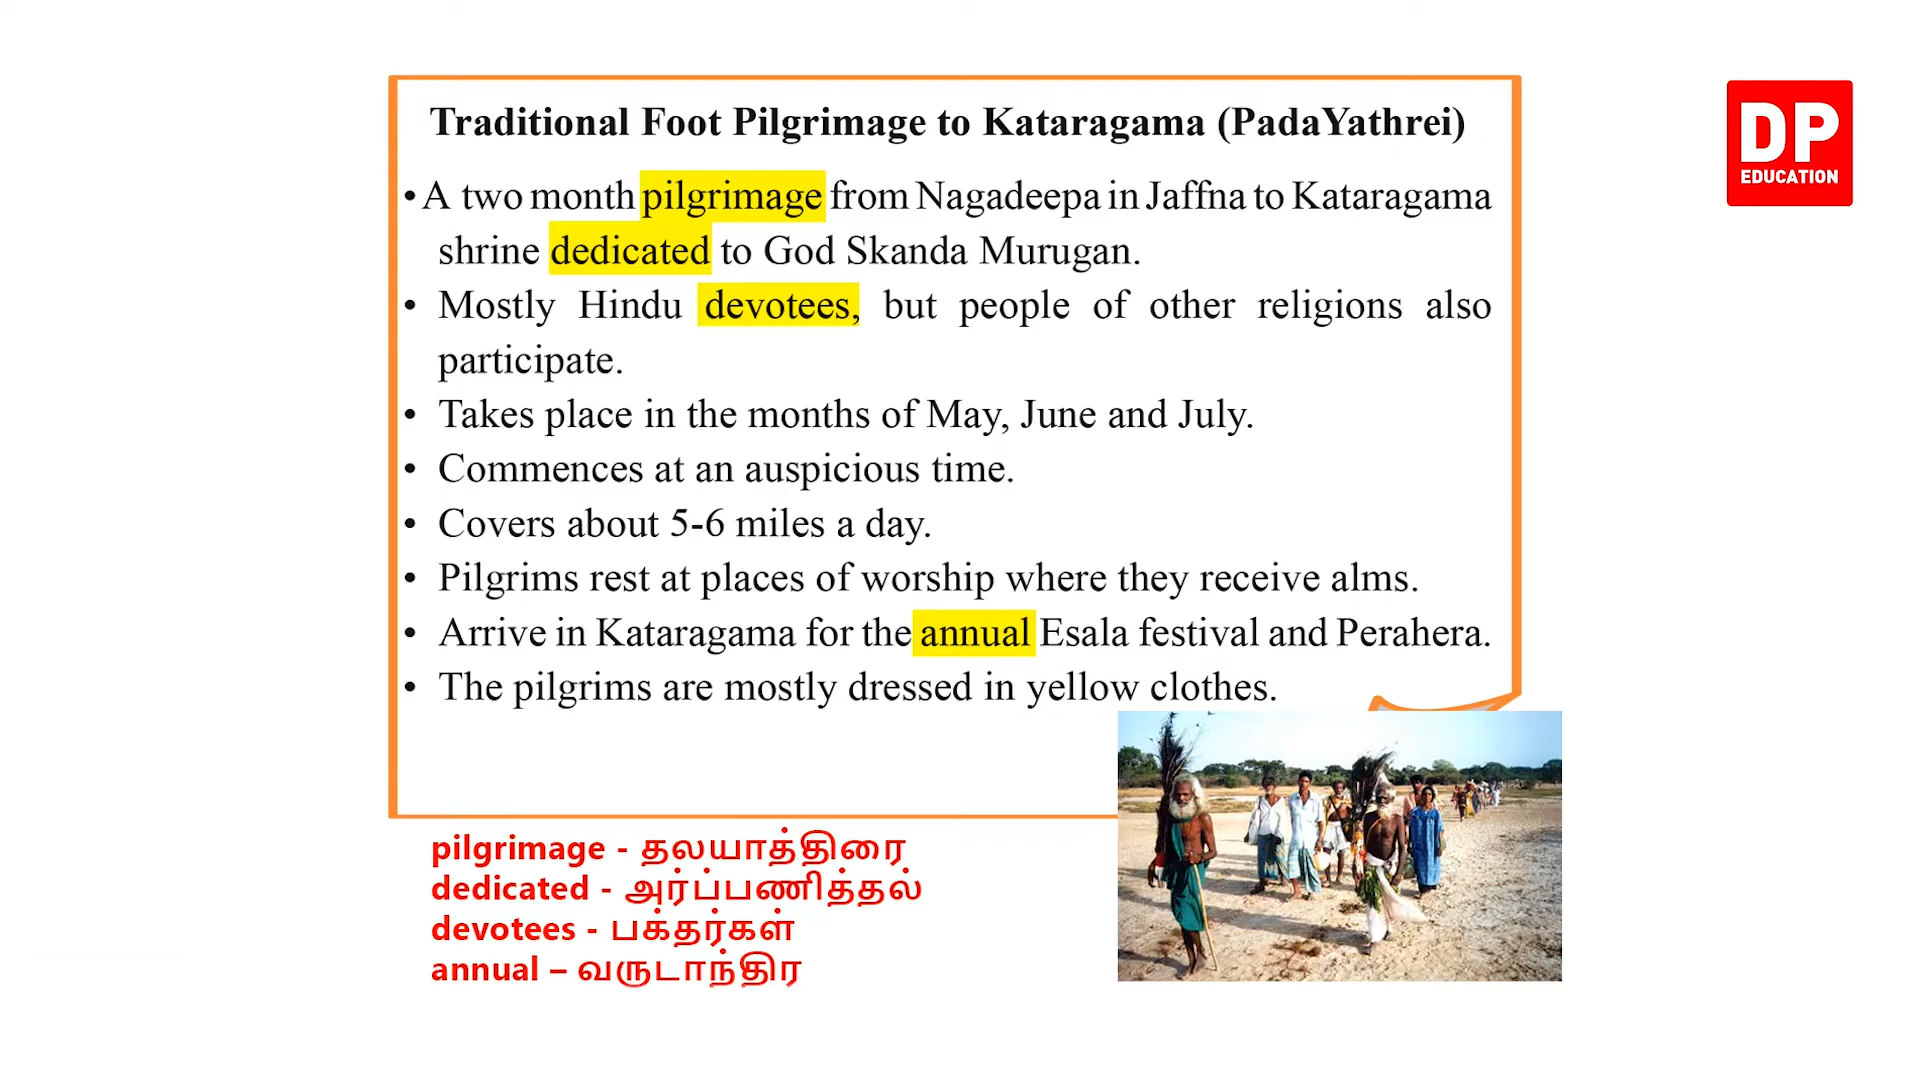 Traditional Foot Pilgrimage to Kataragama (PadaYathrei)
DP
EDUCATION
• A two month pilgrimage from Nagadeepa in Jaffna to Kataragama
shrine dedicated to God Skanda Murugan.
• Mostly Hindu devotees, but people of other religions also
participate.
• Takes place in the months of May, June and July.
• Commences at an auspicious time.
• Covers about 5-6 miles a day.
• Pilgrims rest at places of worship where they receive alms.
• Arrive in Kataragama for the annual Esala festival and Perahera.
• The pilgrims are mostly dressed in yellow clothes.
pilgrimage - தலயாத்திரை
dedicated - அர்ப்பணித்தல்
devotees - பக்தர்கள்
annual – வருடாந்திர